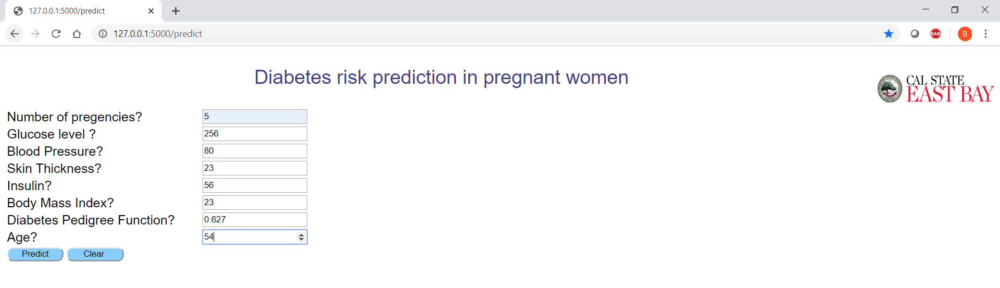 127.0.0.1:5000/predict
127.0.0.1:5000/predict
EAB
B
Diabetes risk prediction in pregnant women
CAL STATE
EAST BAY
Number of pregencies? 5
Glucose level ? 256
Blood Pressure? 80
Skin Thickness? 23
Insulin? 56
Body Mass Index? 23
Diabetes Pedigree Function? 0.627
Age? 54
Predict Clear